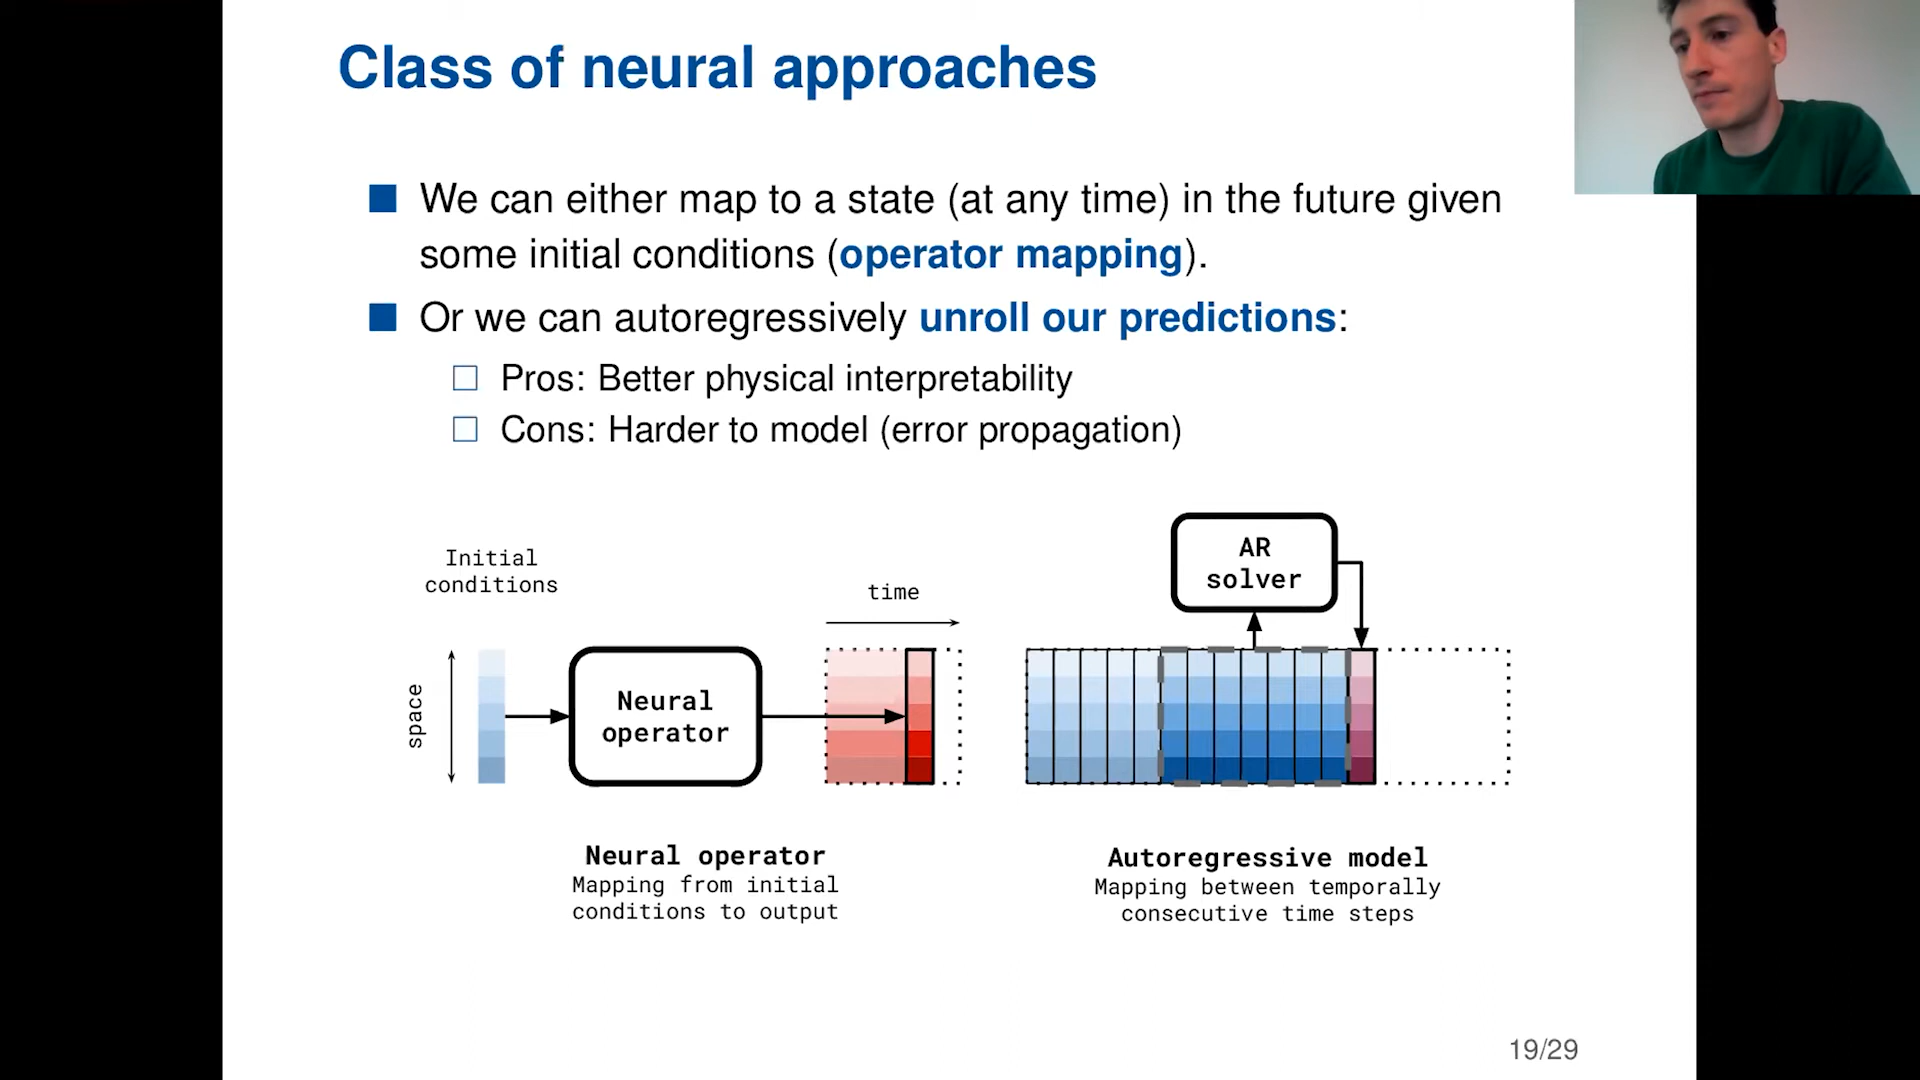 Class of neural approaches
We can either map to a state (at any time) in the future given
some initial conditions (operator mapping).
Or we can autoregressively unroll our predictions:
Pros: Better physical interpretability
Cons: Harder to model (error propagation)
Initial
conditions
space
Neural
operator
time
AR
solver
Neural operator
Mapping from initial
conditions to output
Autoregressive model
Mapping between temporally
consecutive time steps
19/29